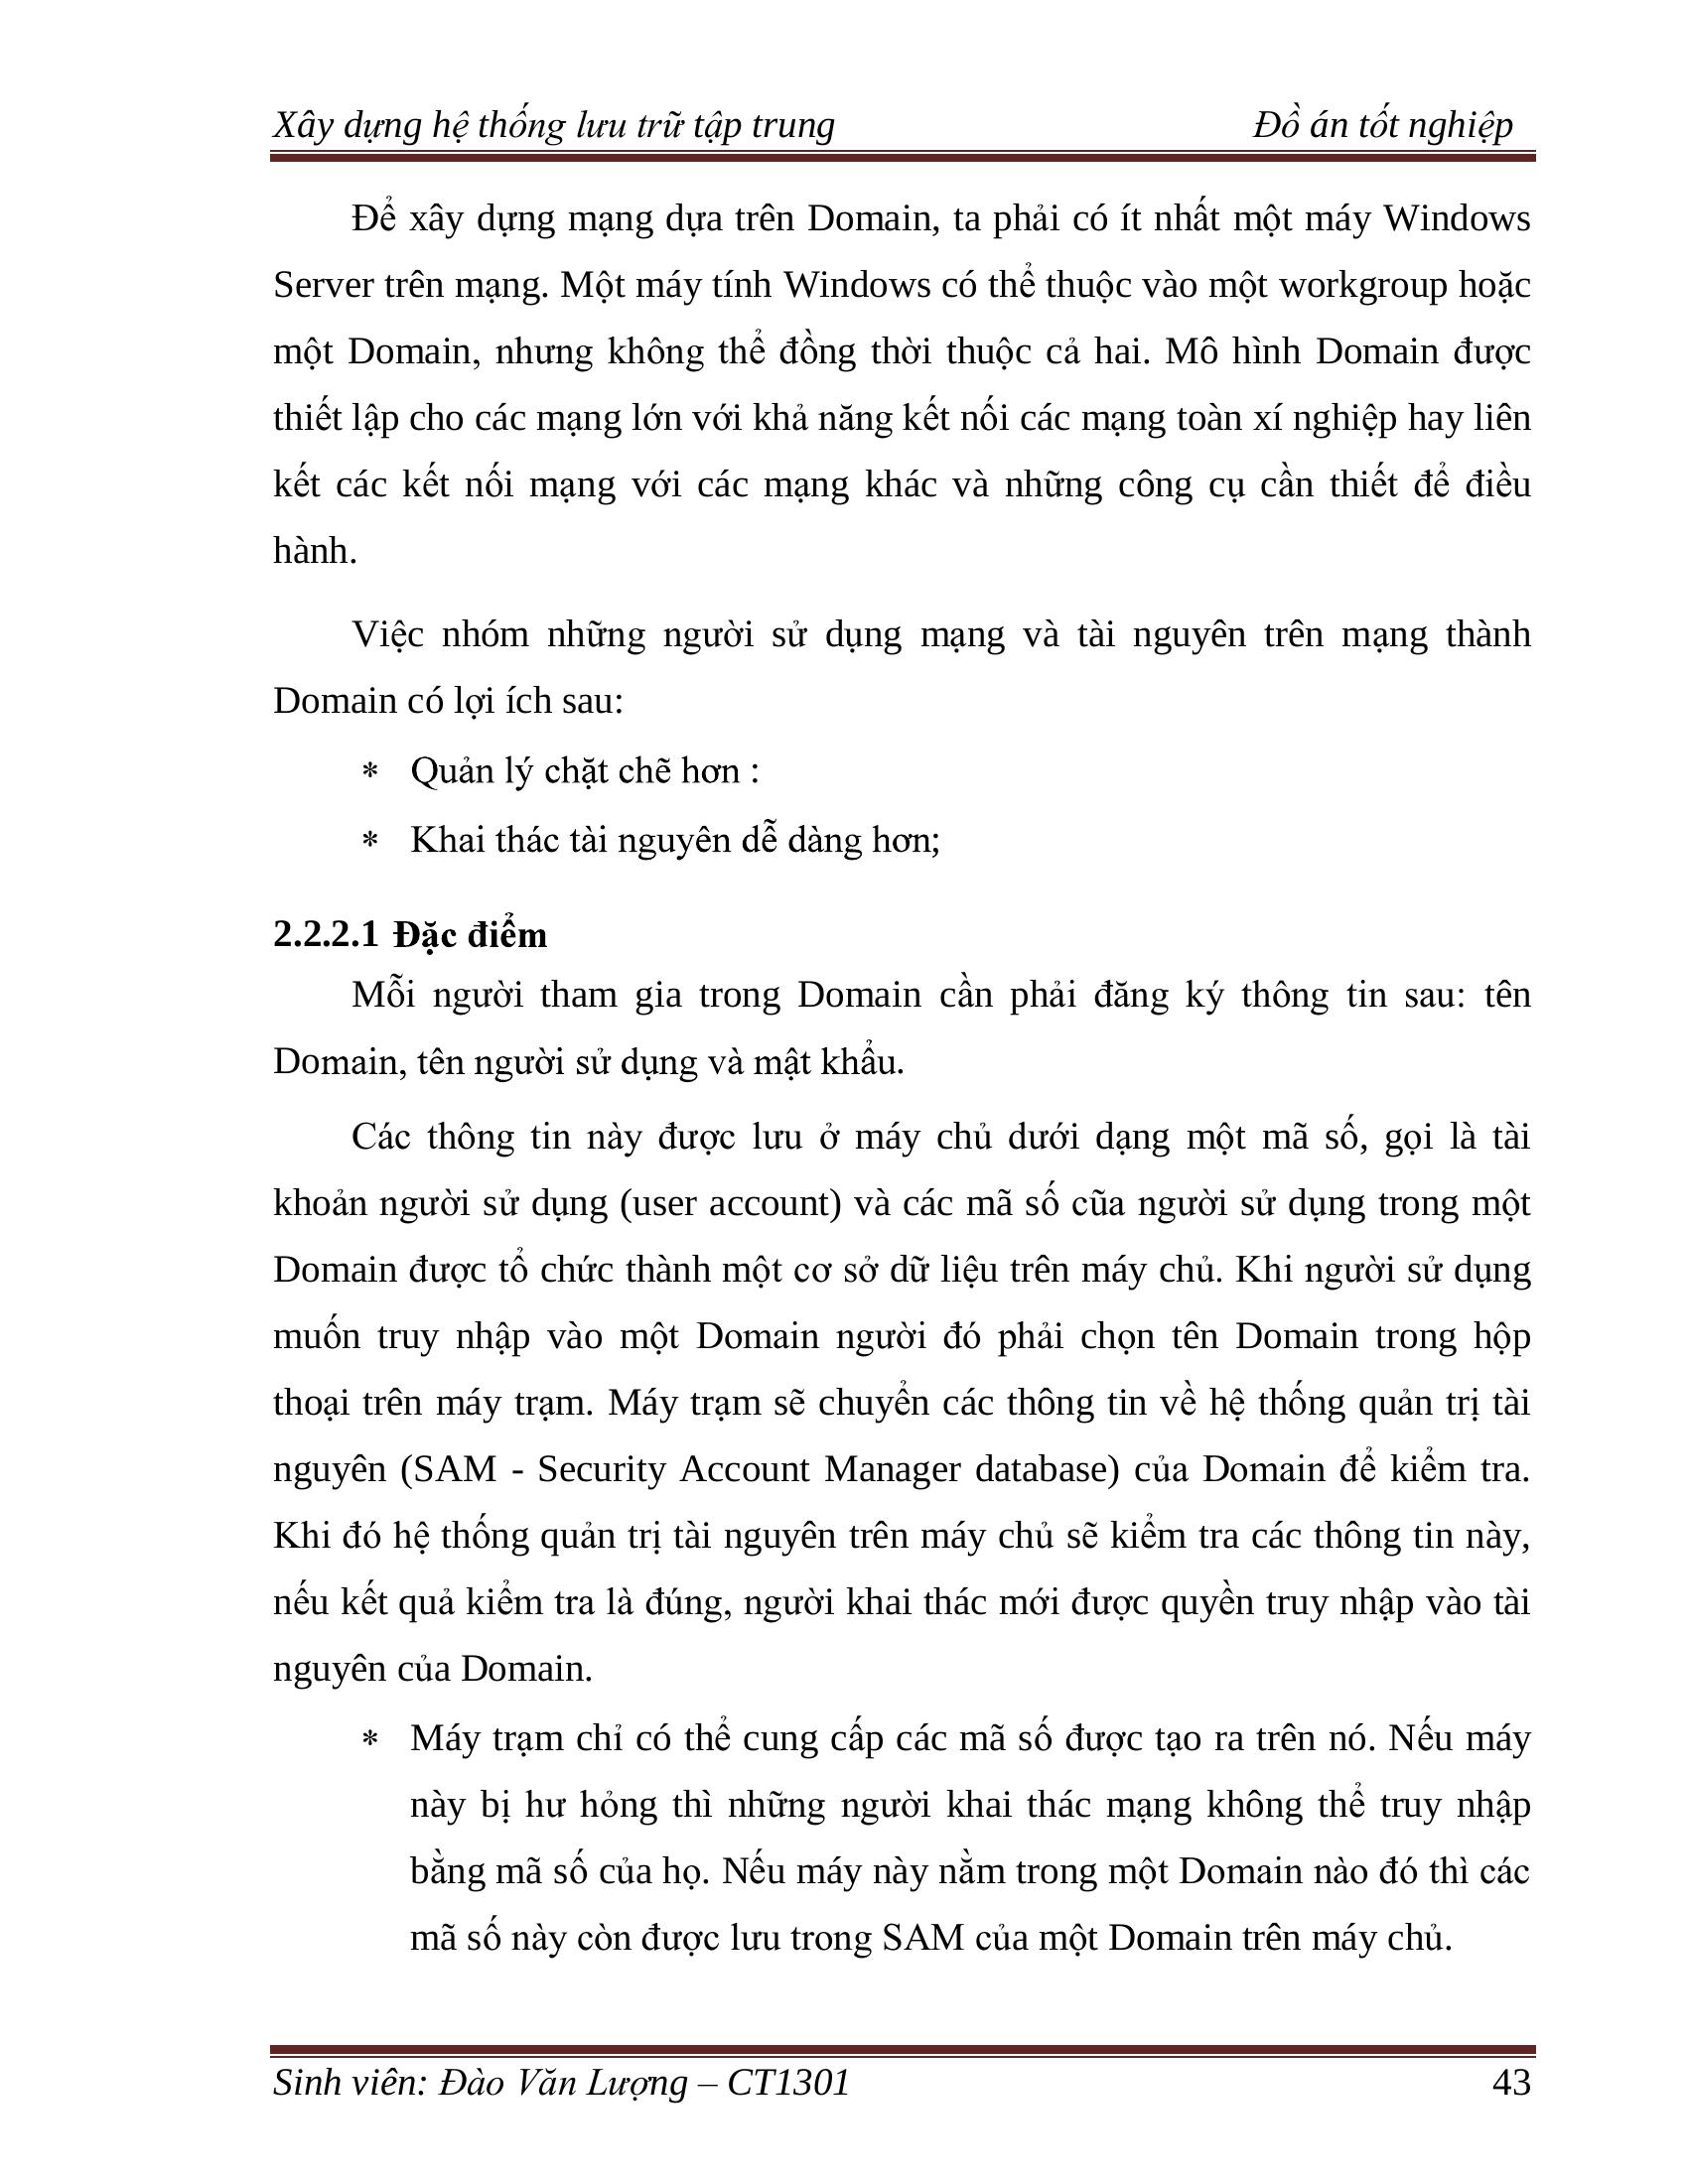 Xây dựng hệ thống lưu trữ tập trung Đồ án tốt nghiệp
Để xây dựng mạng dựa trên Domain, ta phải có ít nhất một máy Windows
Server trên mạng. Một máy tính Windows có thể thuộc vào một workgroup hoặc
một Domain, nhưng không thể đồng thời thuộc cả hai. Mô hình Domain được
thiết lập cho các mạng lớn với khả năng kết nối các mạng toàn xí nghiệp hay liên
kết các kết nối mạng với các mạng khác và những công cụ cần thiết để điều
hành.
Việc nhóm những người sử dụng mạng và tài nguyên trên mạng thành
Domain có lợi ích sau:
* Quản lý chặt chẽ hơn :
* Khai thác tài nguyên dễ dàng hơn;
2.2.2.1 Đặc điểm
Mỗi người tham gia trong Domain cần phải đăng ký thông tin sau: tên
Domain, tên người sử dụng và mật khẩu.
Các thông tin này được lưu ở máy chủ dưới dạng một mã số, gọi là tài
khoản người sử dụng (user account) và các mã số cũa người sử dụng trong một
Domain được tổ chức thành một cơ sở dữ liệu trên máy chủ. Khi người sử dụng
muốn truy nhập vào một Domain người đó phải chọn tên Domain trong hộp
thoại trên máy trạm. Máy trạm sẽ chuyển các thông tin về hệ thống quản trị tài
nguyên (SAM - Security Account Manager database) của Domain để kiểm tra.
Khi đó hệ thống quản trị tài nguyên trên máy chủ sẽ kiểm tra các thông tin này,
nếu kết quả kiểm tra là đúng, người khai thác mới được quyền truy nhập vào tài
nguyên của Domain.
* Máy trạm chỉ có thể cung cấp các mã số được tạo ra trên nó. Nếu máy
này bị hư hỏng thì những người khai thác mạng không thể truy nhập
bằng mã số của họ. Nếu máy này nằm trong một Domain nào đó thì các
mã số này còn được lưu trong SAM của một Domain trên máy chủ.
Sinh viên: Đào Văn Lượng – CT1301 43